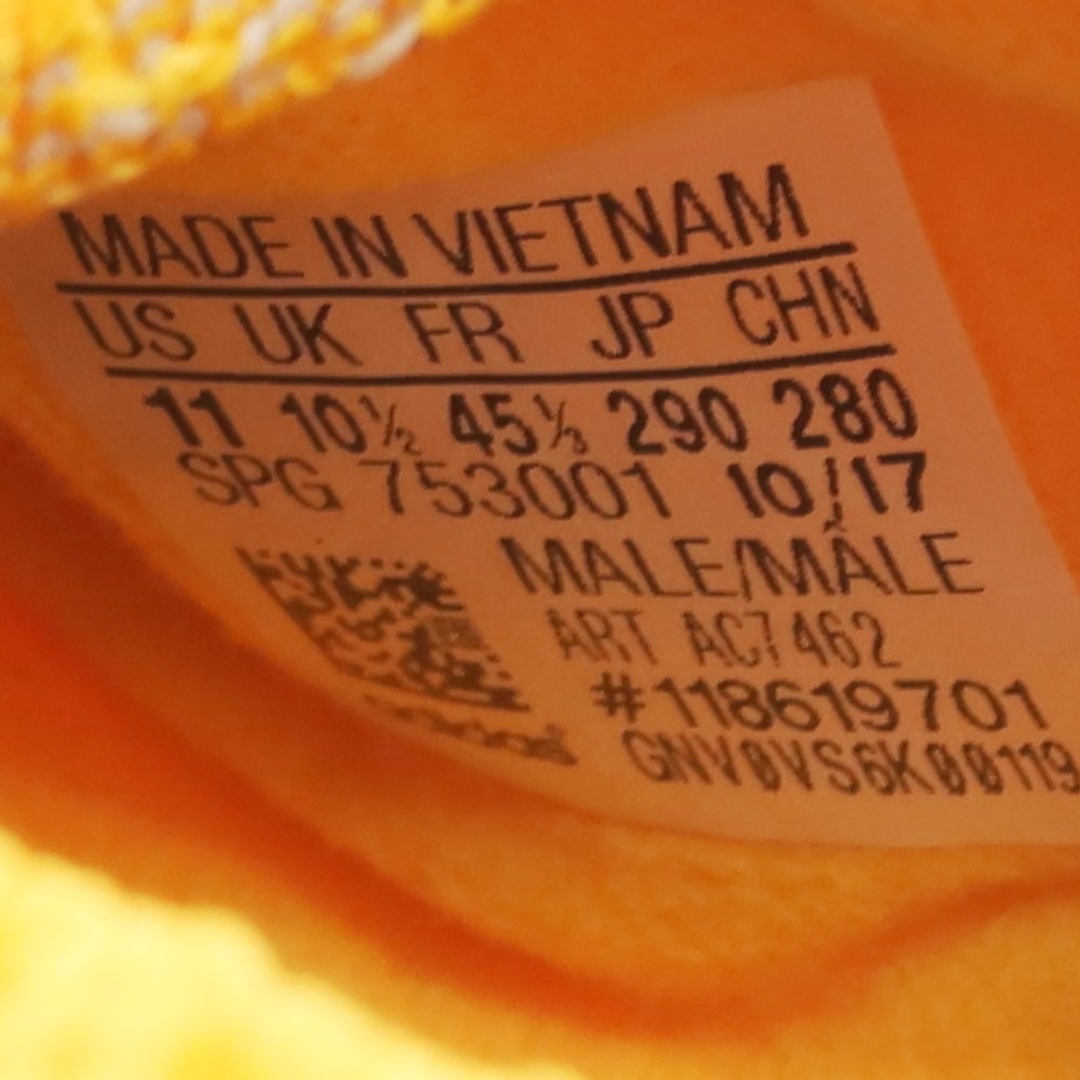 MADE IN VIETNAM
US UK FR JP CHN
11 10½ 45⅓ 290 280
SPG 753001 10/17
MALE/MÂLE
ART AC7462
#118619701
GNV0VS6K00119